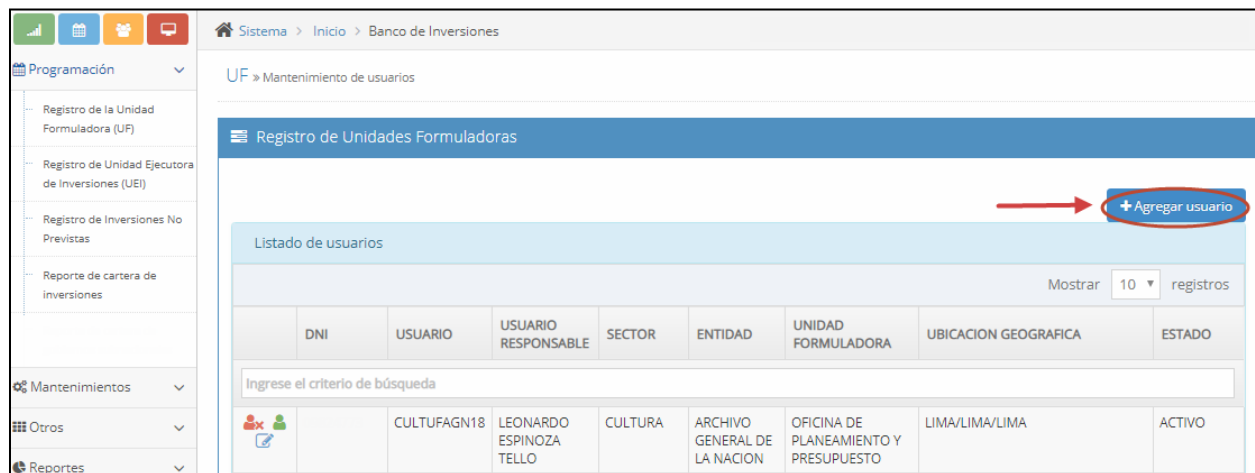 Sistema > Inicio > Banco de Inversiones
Programación
Registro de la Unidad
Formuladora (UF)
Registro de Unidad Ejecutora
de Inversiones (UEI)
Registro de Inversiones No
Previstas
Reporte de cartera de
inversiones
Mantenimientos
Otros
Reportes
UF » Mantenimiento de usuarios
Registro de Unidades Formuladoras
+ Agregar usuario
Listado de usuarios
Mostrar 10 registros
DNI
USUARIO
USUARIO
RESPONSABLE
SECTOR
ENTIDAD
UNIDAD
FORMULADORA
UBICACION GEOGRAFICA
ESTADO
Ingrese el criterio de búsqueda
CULTUFAGN18
LEONARDO
ESPINOZA
TELLO
CULTURA
ARCHIVO
GENERAL DE
LA NACION
OFICINA DE
PLANEAMIENTO Y
PRESUPUESTO
LIMA/LIMA/LIMA
ACTIVO